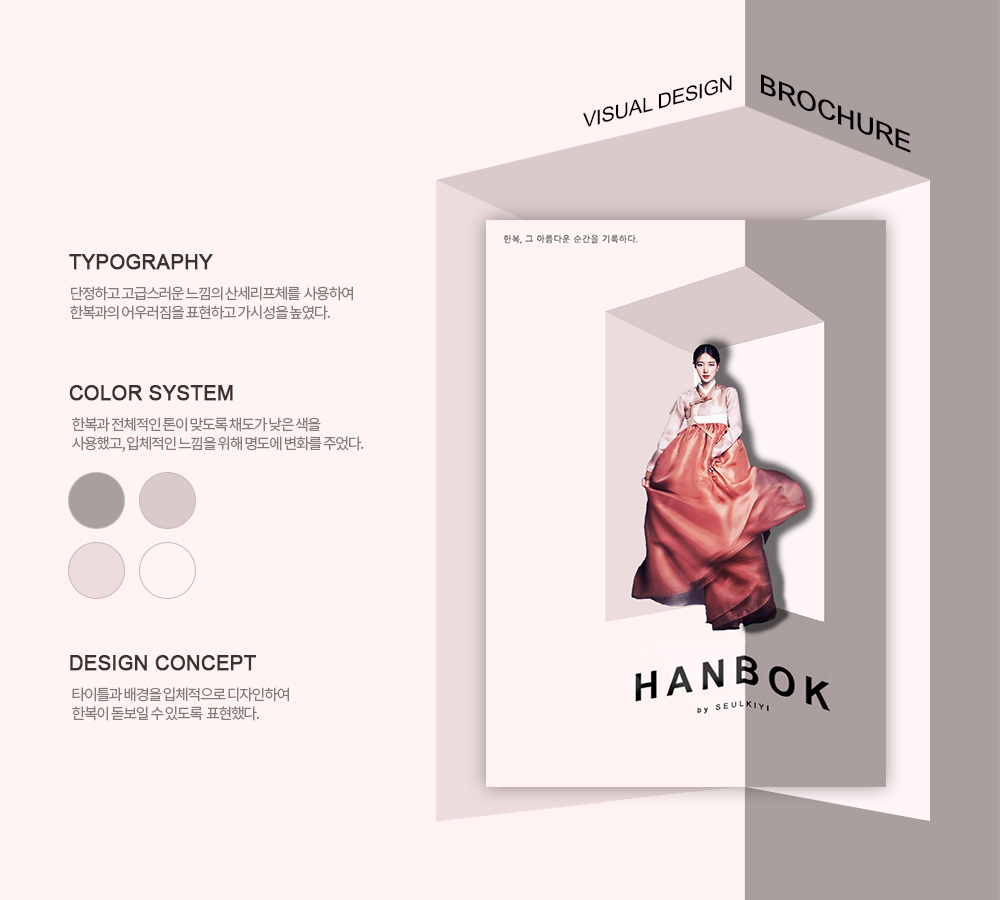 VISUAL DESIGN BROCHURE
한복, 그 아름다운 순간을 기록하다.
TYPOGRAPHY
단정하고 고급스러운 느낌의 산세리프체를 사용하여
한복과의 어우러짐을 표현하고 가시성을 높였다.
COLOR SYSTEM
한복과 전체적인 톤이 맞도록 채도가 낮은 색을
사용했고, 입체적인 느낌을 위해 명도에 변화를 주었다.
DESIGN CONCEPT
타이틀과 배경을 입체적으로 디자인하여
한복이 돋보일 수 있도록 표현했다.
HANBOK
by SEULKIYI